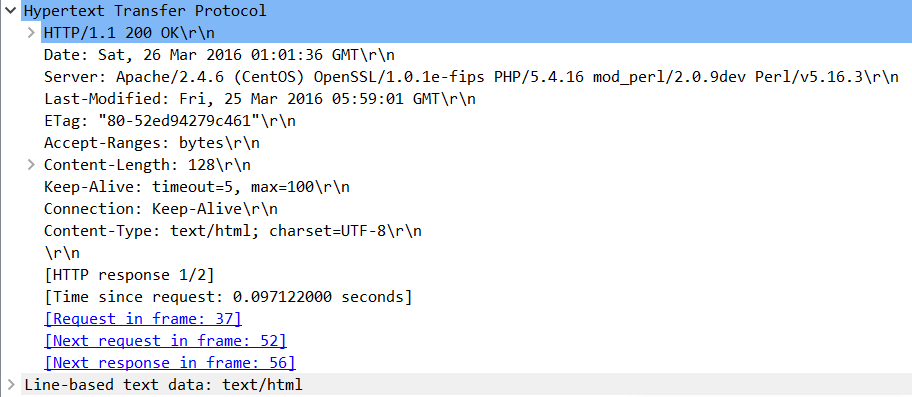 Hypertext Transfer Protocol
HTTP/1.1 200 OK\r\n
Date: Sat, 26 Mar 2016 01:01:36 GMT\r\n
Server: Apache/2.4.6 (CentOS) OpenSSL/1.0.1e-fips PHP/5.4.16 mod_perl/2.0.9dev Perl/v5.16.3\r\n
Last-Modified: Fri, 25 Mar 2016 05:59:01 GMT\r\n
ETag: "80-52ed94279c461"\r\n
Accept-Ranges: bytes\r\n
Content-Length: 128\r\n
Keep-Alive: timeout=5, max=100\r\n
Connection: Keep-Alive\r\n
Content-Type: text/html; charset=UTF-8\r\n
\r\n
[HTTP response 1/2]
[Time since request: 0.097122000 seconds]
[Request in frame: 37]
[Next request in frame: 52]
[Next response in frame: 56]
Line-based text data: text/html